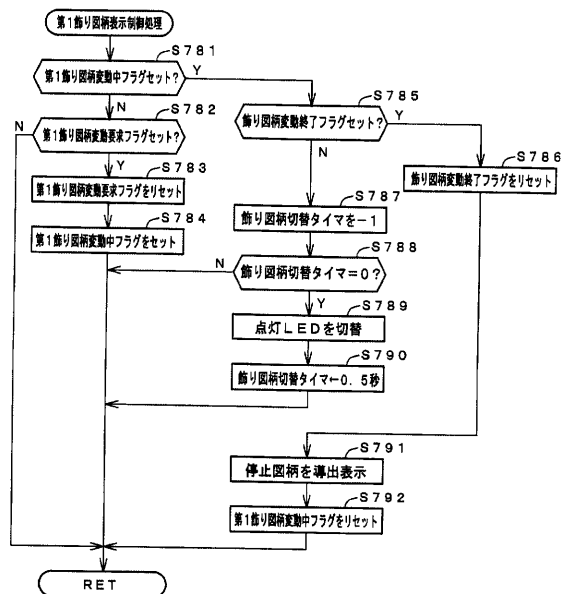 第1飾り図柄表示制御処理
S781
第1飾り図柄変動中フラグセット?
Y
N
S782
第1飾り図柄変動要求フラグセット?
N
Y
S783
第1飾り図柄変動要求フラグをリセット
S784
第1飾り図柄変動中フラグをセット
S785
飾り図柄変動終了フラグセット?
Y
N
S786
飾り図柄変動終了フラグをリセット
S787
飾り図柄切替タイマを−1
S788
飾り図柄切替タイマ=0?
N
Y
S789
点灯LEDを切替
S790
飾り図柄切替タイマ←0.5秒
S791
停止図柄を導出表示
S792
第1飾り図柄変動中フラグをリセット
RET